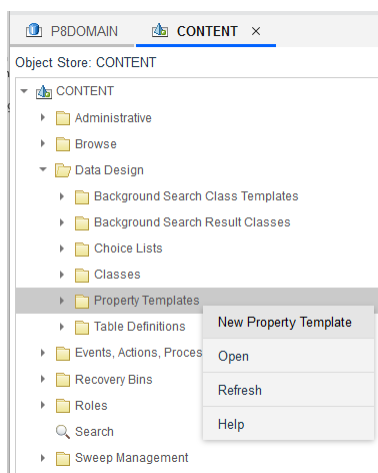 P8DOMAIN
CONTENT ×
Object Store: CONTENT
CONTENT
Administrative
Browse
Data Design
Background Search Class Templates
Background Search Result Classes
Choice Lists
Classes
Property Templates
New Property Template
Table Definitions
Events, Actions, Proces
Open
Recovery Bins
Refresh
Roles
Help
Search
Sweep Management